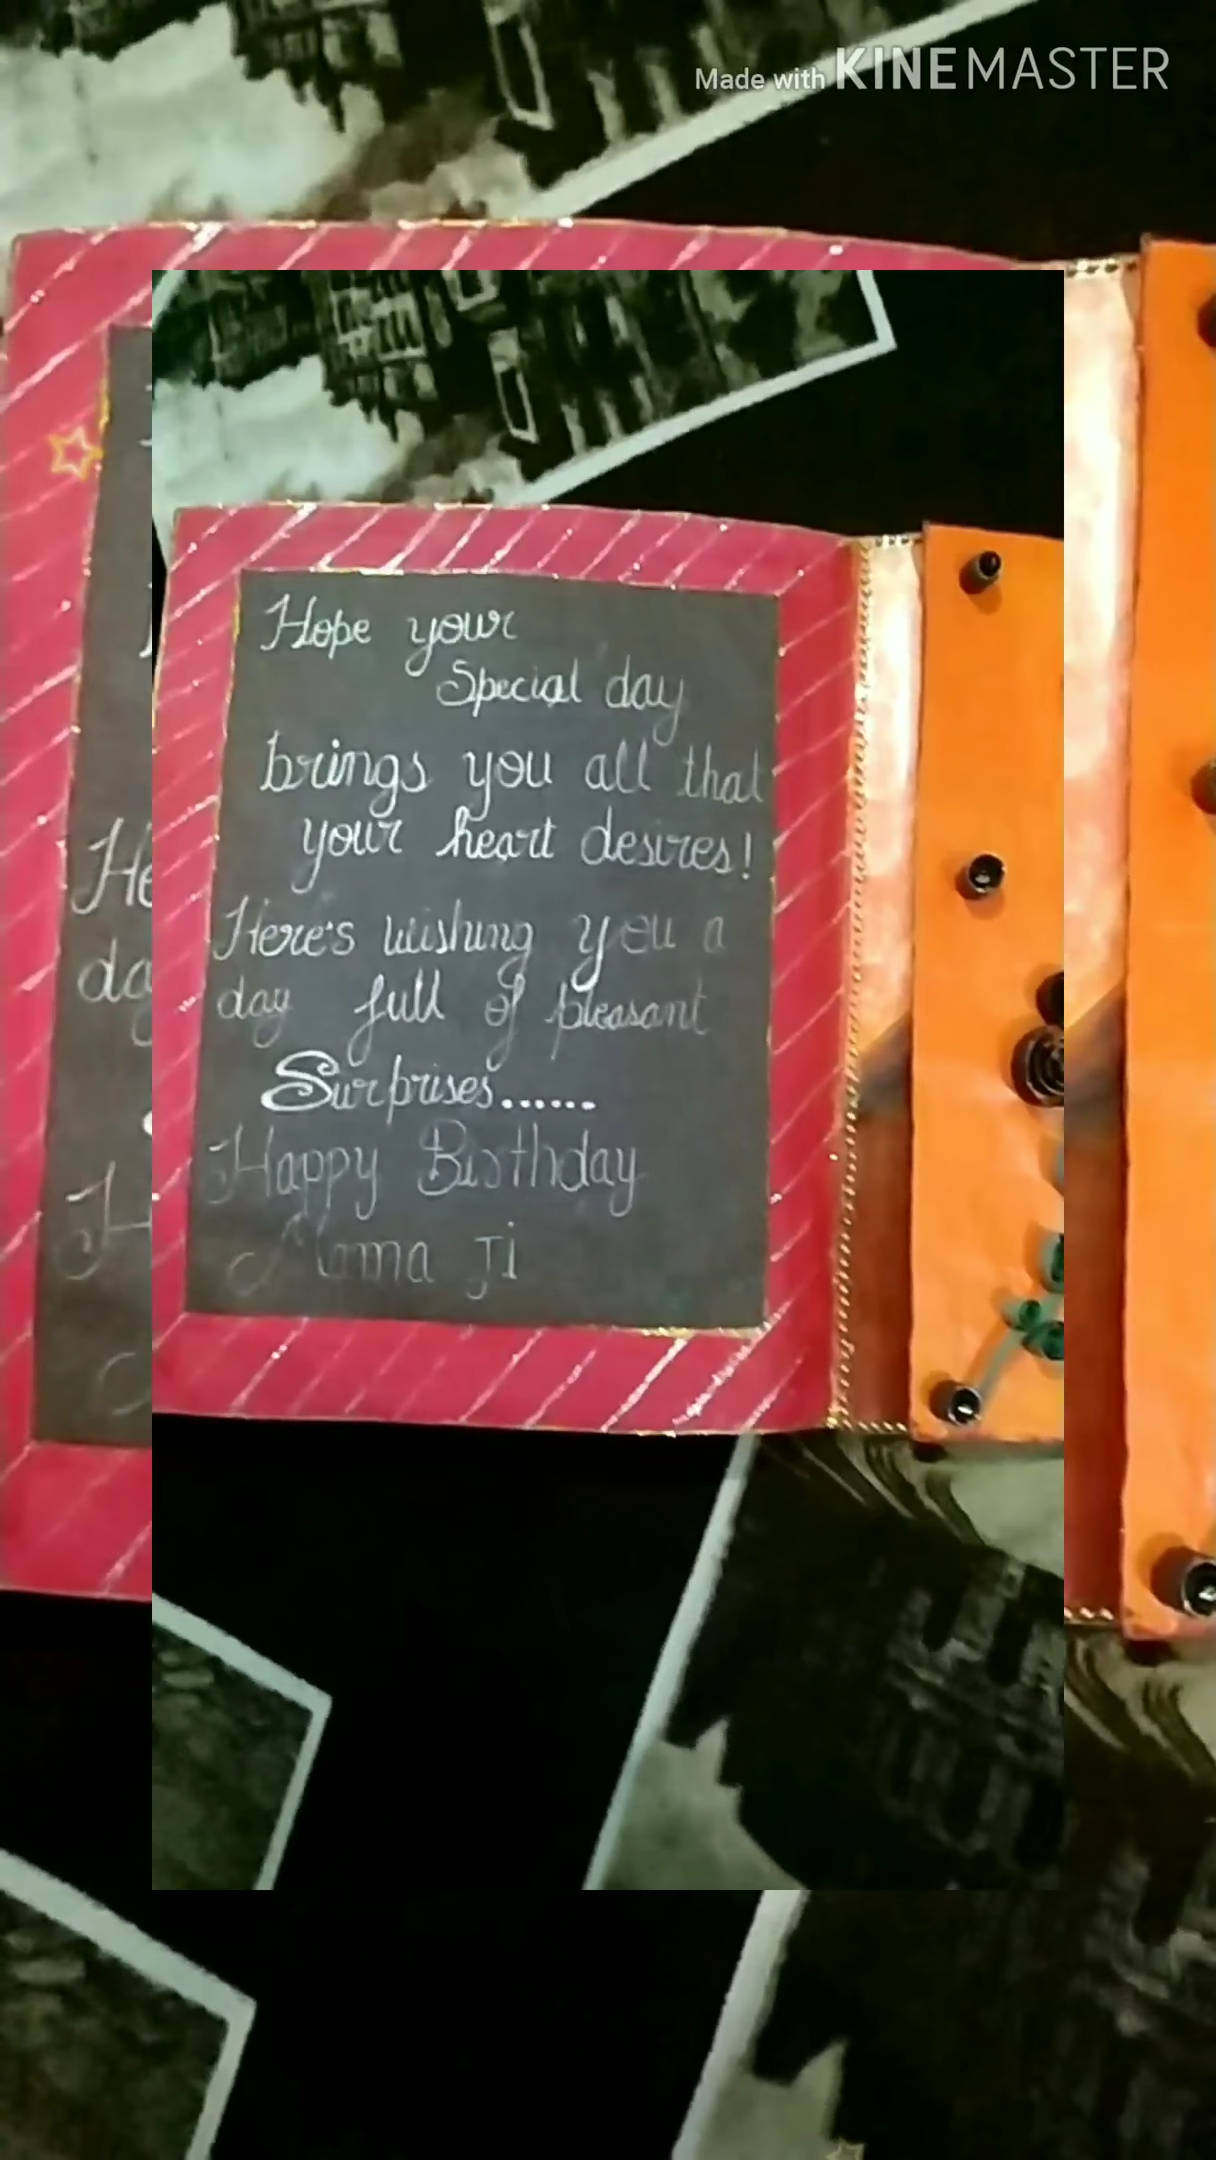 Made with KINEMASTER
Hope your
Special day
brings you all that
your heart desires!
Here's wishing you a
day full of pleasant
Surprises......
Happy Birthday
Mama Ji